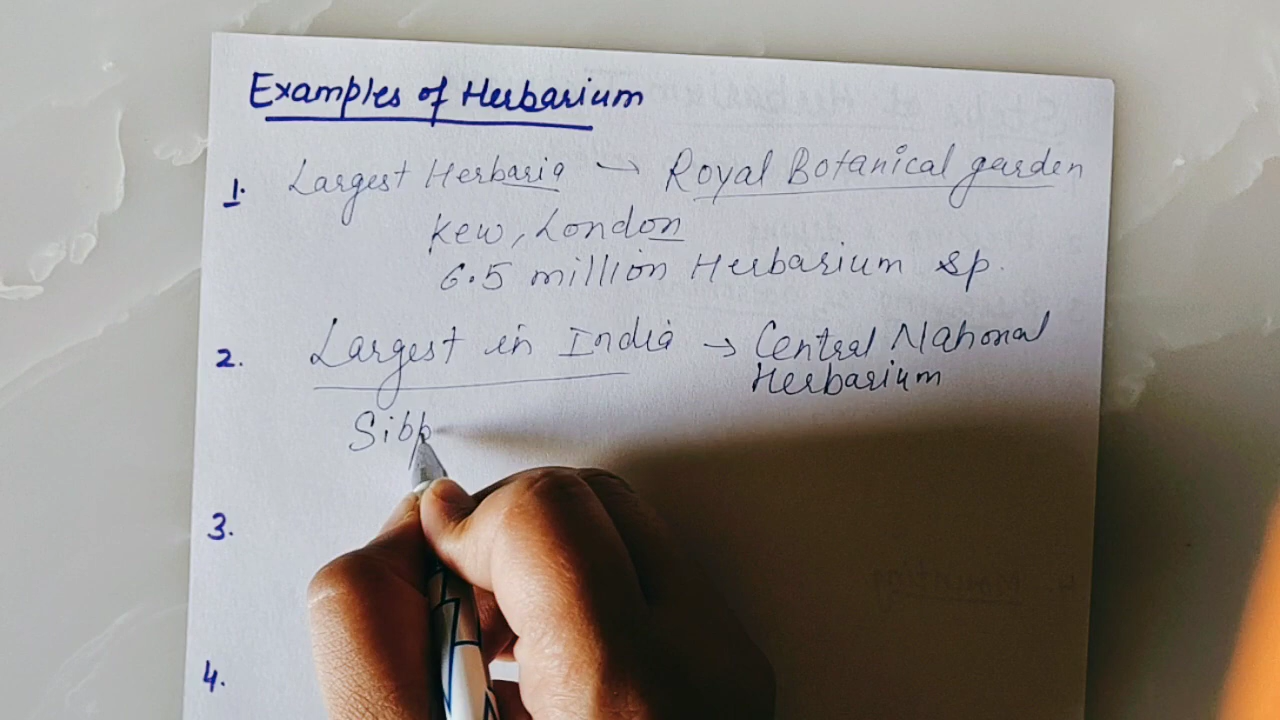 Examples of Herbarium
1. Largest Herbaria → Royal Botanical garden
Kew, London
6.5 million Herbarium sp.
2. Largest in India → Central National
Herbarium
Sibp
3.
4.